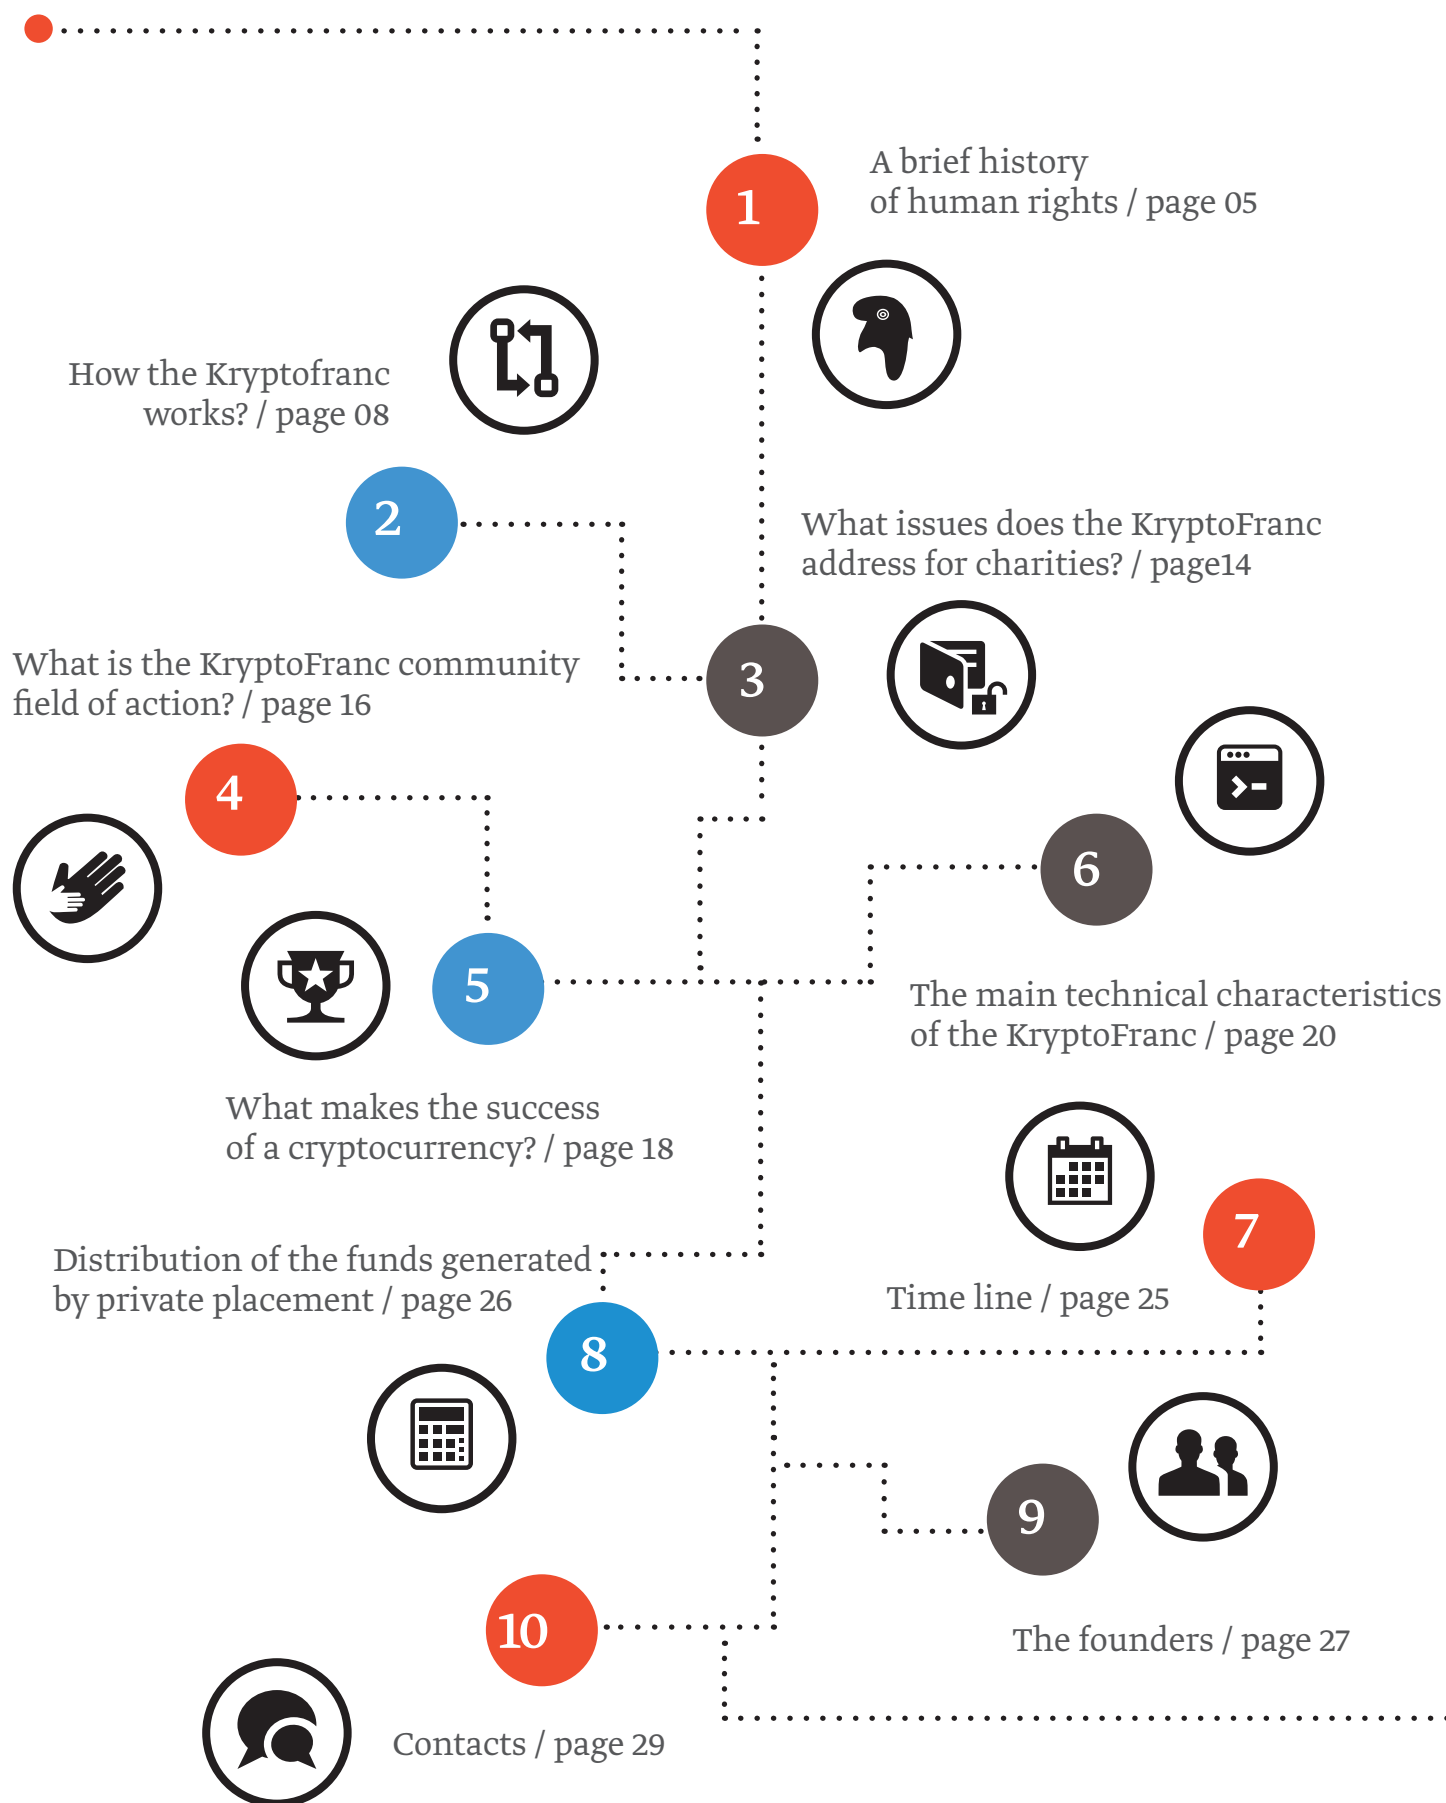 1
A brief history
of human rights / page 05
How the Kryptofranc
works? / page 08
2
What issues does the KryptoFranc
address for charities? / page14
3
What is the KryptoFranc community
field of action? / page 16
4
5
What makes the success
of a cryptocurrency? / page 18
6
The main technical characteristics
of the KryptoFranc / page 20
7
Time line / page 25
Distribution of the funds generated
by private placement / page 26
8
9
The founders / page 27
10
Contacts / page 29